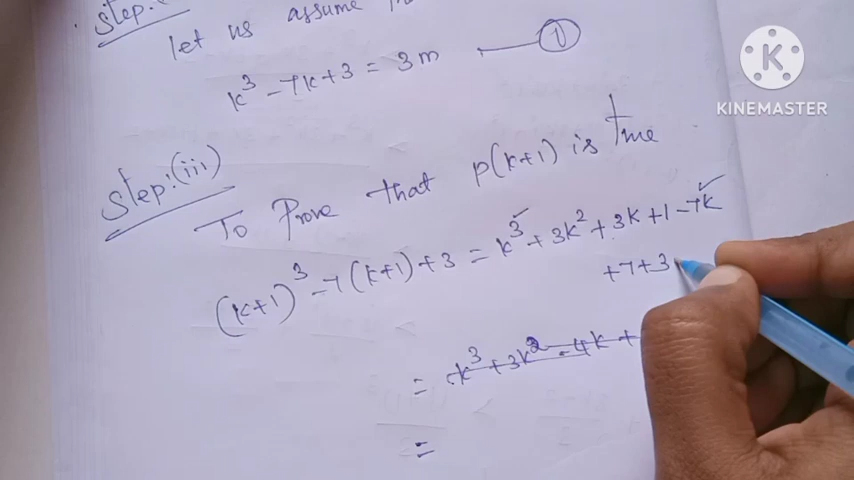 Step:(
let us assume
k³ - 7k + 3 = 3m ——— ①
Step:(iii)
To Prove that p(k+1) is true
(k+1)³ - 7(k+1) + 3 = k³ + 3k² + 3k + 1 - 7k
+ 7 + 3
= k³ + 3k² - 4k +
=
KINEMASTER